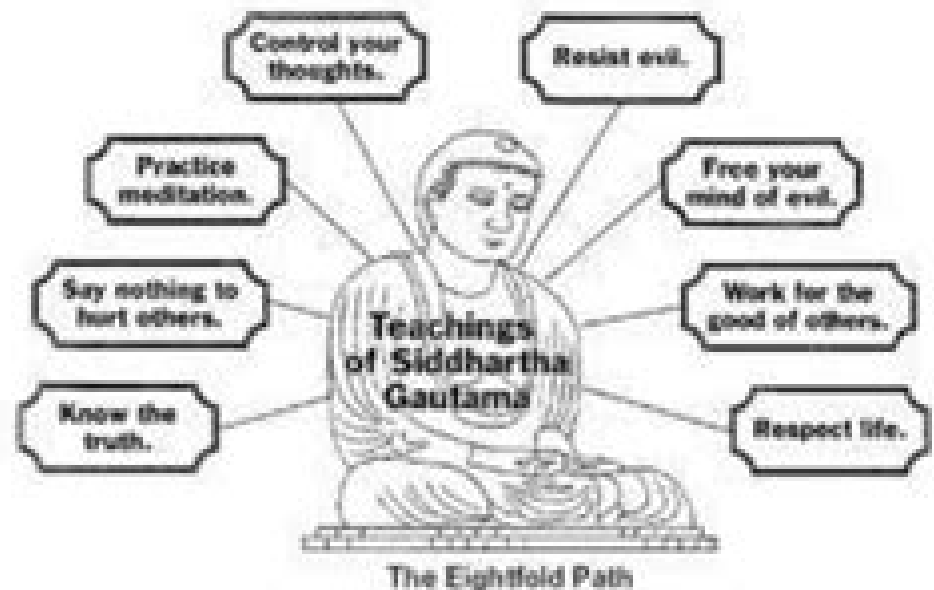 Control your
thoughts.
Resist evil.
Practice
meditation.
Free your
mind of evil.
Say nothing to
hurt others.
Work for the
good of others.
Know the
truth.
Respect life.
Teachings
of Siddhartha
Gautama
The Eightfold Path